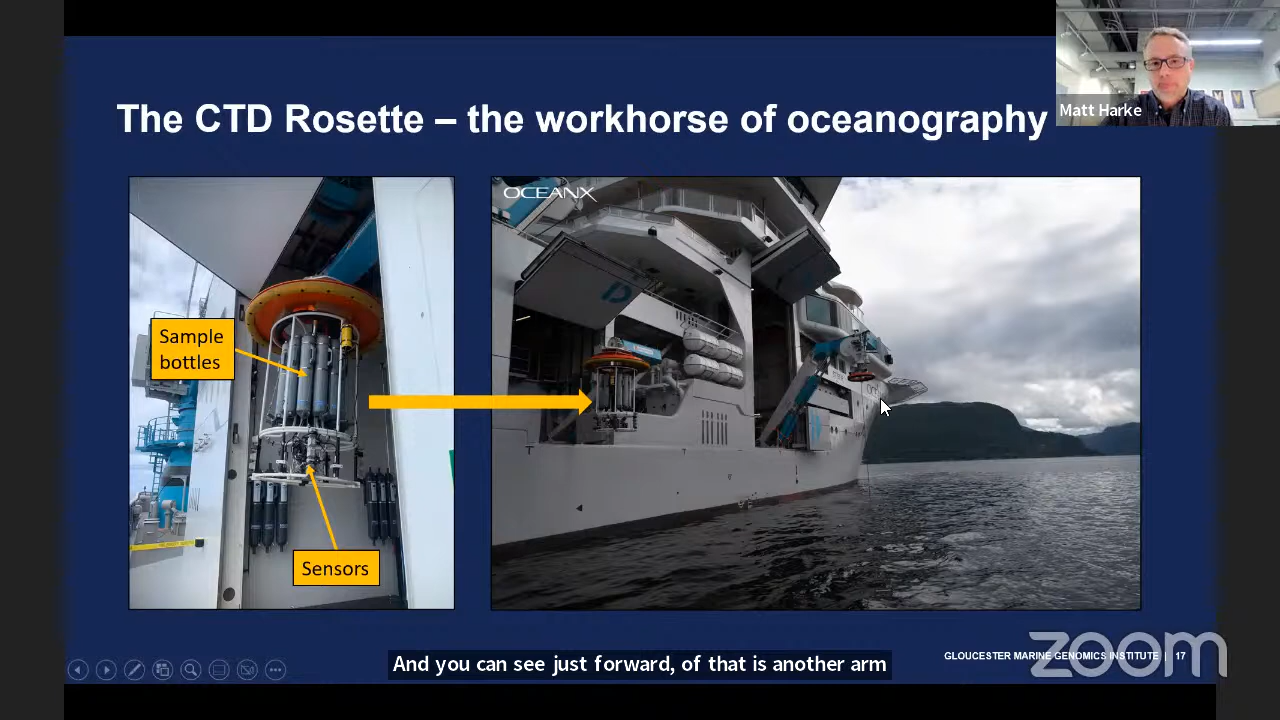 Matt Harke
The CTD Rosette – the workhorse of oceanography
OCEANX
Sample
bottles
Sensors
And you can see just forward, of that is another arm
GLOUCESTER MARINE GENOMICS INSTITUTE | 17
zoom